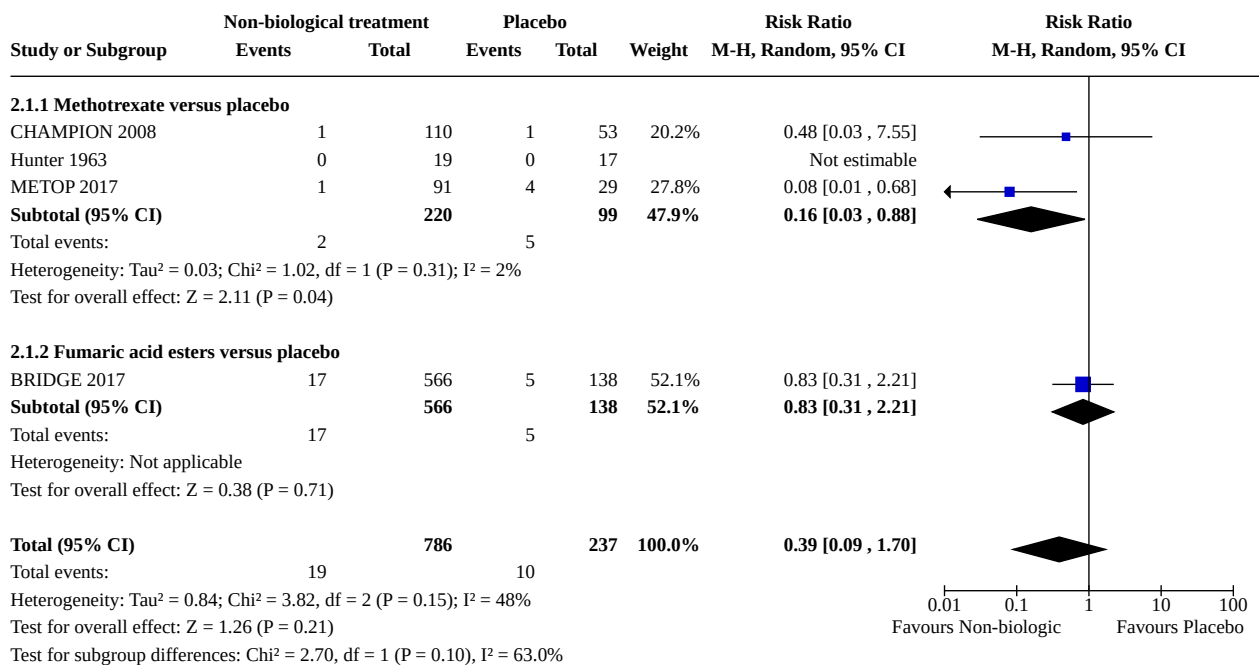 Non-biological treatment Placebo Risk Ratio Risk Ratio
Study or Subgroup Events Total Events Total Weight M-H, Random, 95% CI M-H, Random, 95% CI
2.1.1 Methotrexate versus placebo
CHAMPION 2008 1 110 1 53 20.2% 0.48 [0.03 , 7.55]
Hunter 1963 0 19 0 17 Not estimable
METOP 2017 1 91 4 29 27.8% 0.08 [0.01 , 0.68]
Subtotal (95% CI) 220 99 47.9% 0.16 [0.03 , 0.88]
Total events: 2 5
Heterogeneity: Tau² = 0.03; Chi² = 1.02, df = 1 (P = 0.31); I² = 2%
Test for overall effect: Z = 2.11 (P = 0.04)
2.1.2 Fumaric acid esters versus placebo
BRIDGE 2017 17 566 5 138 52.1% 0.83 [0.31 , 2.21]
Subtotal (95% CI) 566 138 52.1% 0.83 [0.31 , 2.21]
Total events: 17 5
Heterogeneity: Not applicable
Test for overall effect: Z = 0.38 (P = 0.71)
Total (95% CI) 786 237 100.0% 0.39 [0.09 , 1.70]
Total events: 19 10
Heterogeneity: Tau² = 0.84; Chi² = 3.82, df = 2 (P = 0.15); I² = 48%
Test for overall effect: Z = 1.26 (P = 0.21)
Test for subgroup differences: Chi² = 2.70, df = 1 (P = 0.10), I² = 63.0%
0.01 0.1 1 10 100
Favours Non-biologic Favours Placebo